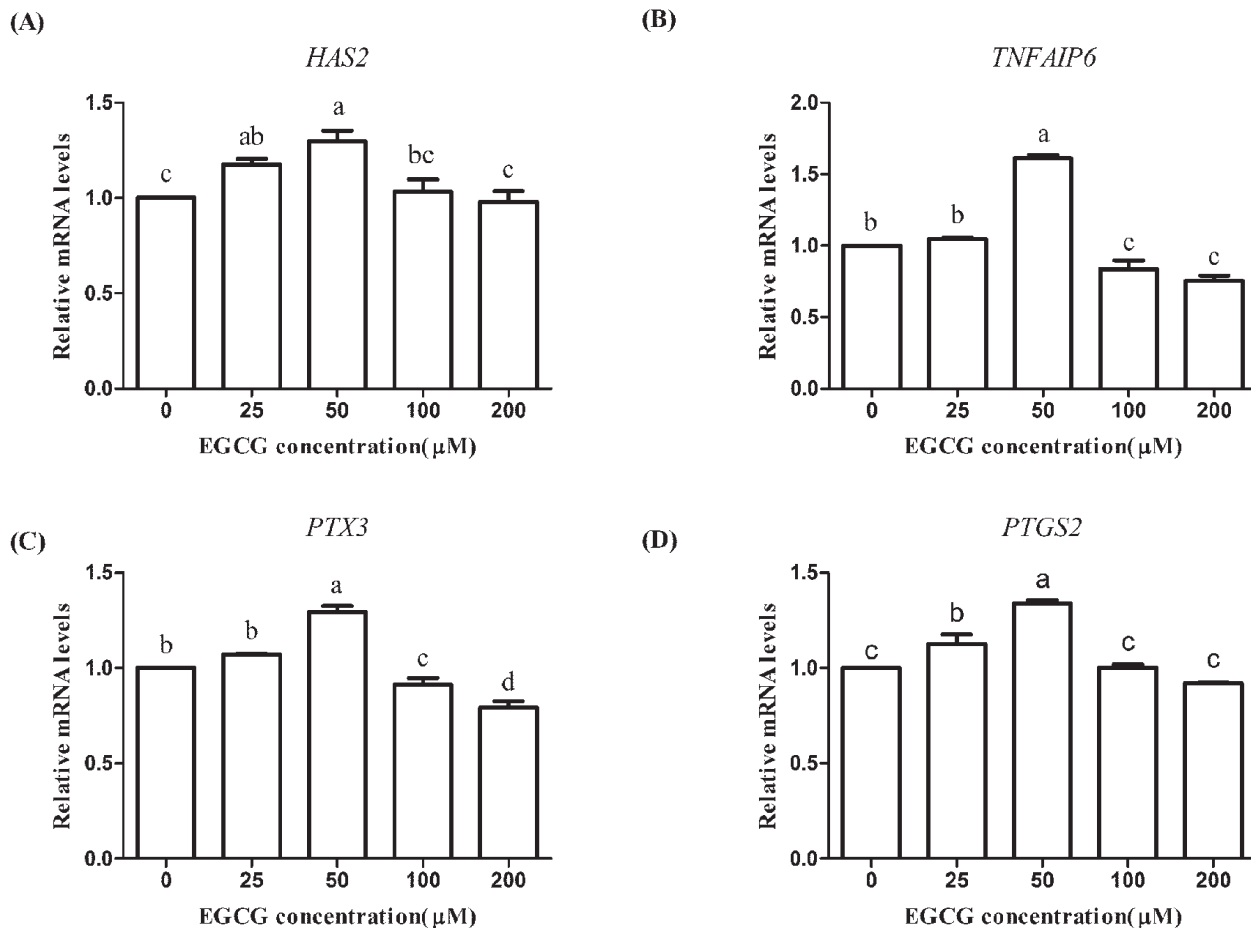 (A)
HAS2
Relative mRNA levels
1.5
1.0
0.5
0.0
c
ab
a
bc
c
0 25 50 100 200
EGCG concentration(μM)
(B)
TNFAIP6
Relative mRNA levels
2.0
1.5
1.0
0.5
0.0
b
b
a
c
c
0 25 50 100 200
EGCG concentration(μM)
(C)
PTX3
Relative mRNA levels
1.5
1.0
0.5
0.0
b
b
a
c
d
0 25 50 100 200
EGCG concentration(μM)
(D)
PTGS2
Relative mRNA levels
1.5
1.0
0.5
0.0
c
b
a
c
c
0 25 50 100 200
EGCG concentration(μM)